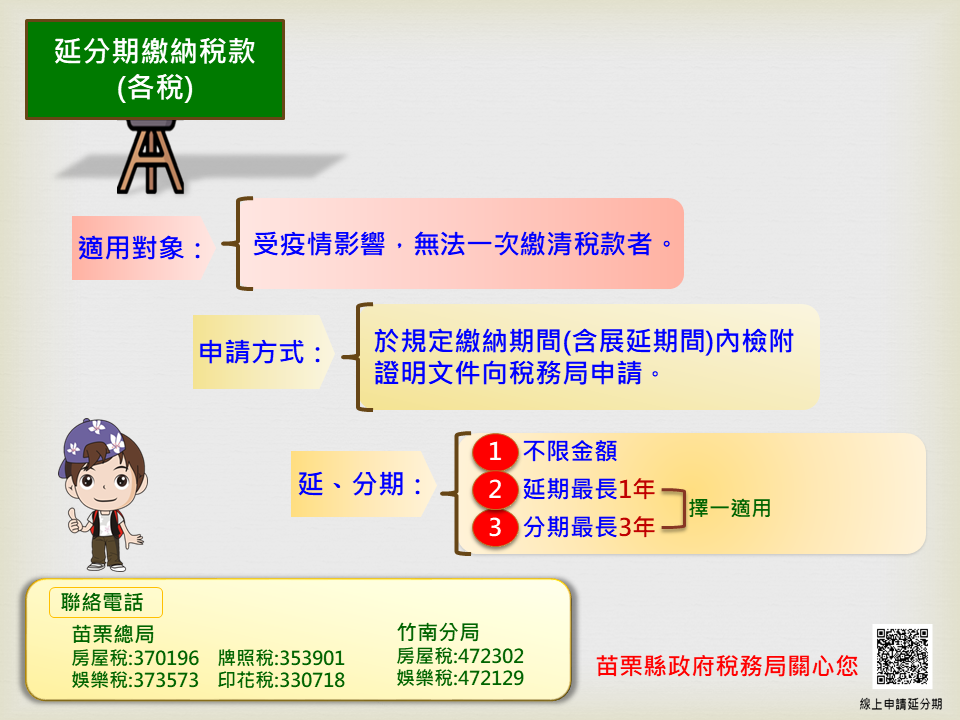 延分期繳納稅款
(各稅)
適用對象：
受疫情影響，無法一次繳清稅款者。
申請方式：
於規定繳納期間(含展延期間)內檢附
證明文件向稅務局申請。
延、分期：
1 不限金額
2 延期最長1年
3 分期最長3年
擇一適用
聯絡電話
苗栗總局
房屋稅:370196 牌照稅:353901
娛樂稅:373573 印花稅:330718
竹南分局
房屋稅:472302
娛樂稅:472129
苗栗縣政府稅務局關心您
線上申請延分期